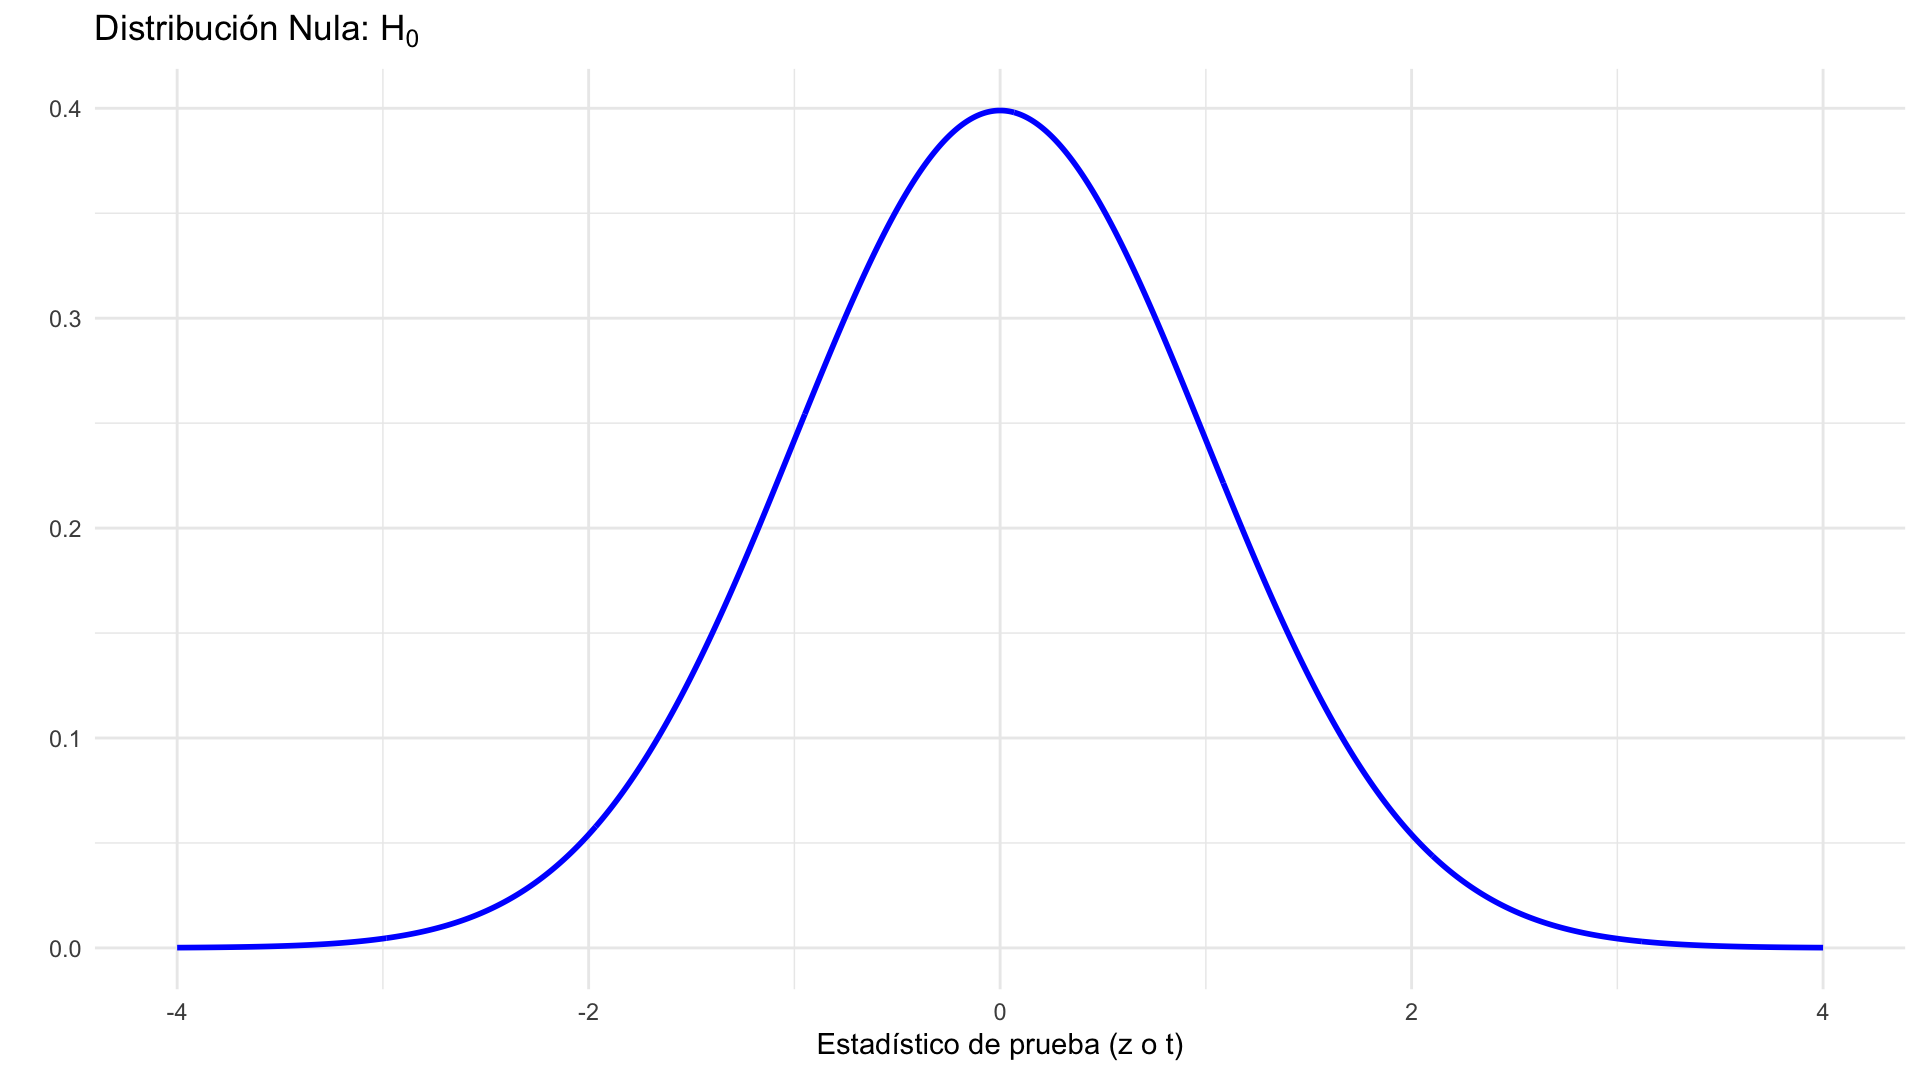 Distribución Nula: H₀
0.4
0.3
0.2
0.1
0.0
-4 -2 0 2 4
Estadístico de prueba (z o t)